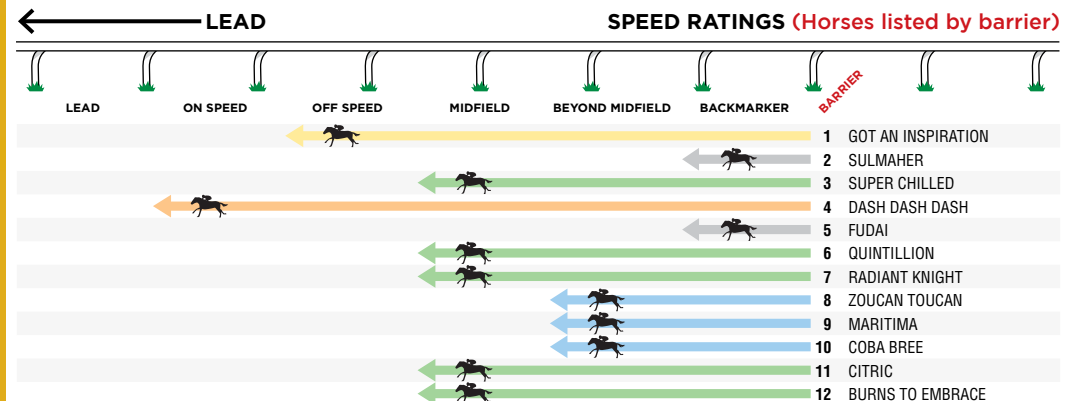 LEAD SPEED RATINGS (Horses listed by barrier)
LEAD ON SPEED OFF SPEED MIDFIELD BEYOND MIDFIELD BACKMARKER BARRIER
1 GOT AN INSPIRATION
2 SULMAHER
3 SUPER CHILLED
4 DASH DASH DASH
5 FUDAI
6 QUINTILLION
7 RADIANT KNIGHT
8 ZOUCAN TOUCAN
9 MARITIMA
10 COBA BREE
11 CITRIC
12 BURNS TO EMBRACE